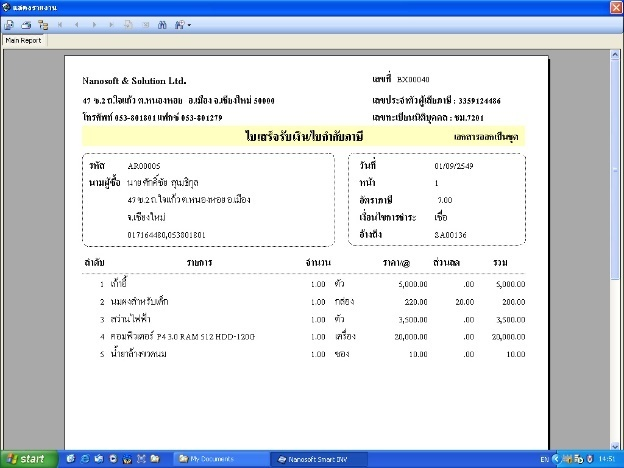 แสดงรายงาน
Main Report
Nanosoft & Solution Ltd.
เลขที่ BX00040
47 ซ.2 ถ.ใจแก้ว ต.หนองหอย อ.เมือง จ.เชียงใหม่ 50000
เลขประจำตัวผู้เสียภาษี : 3359124486
โทรศัพท์ 053-801801 แฟกซ์ 053-801279
เลขทะเบียนนิติบุคคล : ชม.7201
ใบเสร็จรับเงิน/ใบกำกับภาษี
เอกสารออกเป็นชุด
รหัส AR00005
วันที่ 01/09/2549
นามผู้ซื้อ นายศักดิ์ชัย
หน้า 1
47 ซ.2 ถ.ใจแก้ว ต.หนองหอย อ.เมือง
อัตราภาษี 7.00
จ.เชียงใหม่
เงื่อนไขการชำระ เชื่อ
017164480,053801801
อ้างถึง SA00136
ลำดับ รายการ จำนวน ราคา/@ ส่วนลด รวม
1 เก้าอี้ 1.00 ตัว 5,000.00 .00 5,000.00
2 นมผงสำหรับเด็ก 1.00 กล่อง 220.00 20.00 200.00
3 สว่านไฟฟ้า 1.00 ตัว 3,500.00 .00 3,500.00
4 คอมพิวเตอร์ P4 3.0 RAM 512 HDD-120G 1.00 เครื่อง 20,000.00 .00 20,000.00
5 น้ำยาล้างขวดนม 1.00 ซอง 10.00 .00 10.00
start
My Documents
Nanosoft Smart INV
EN
14:51